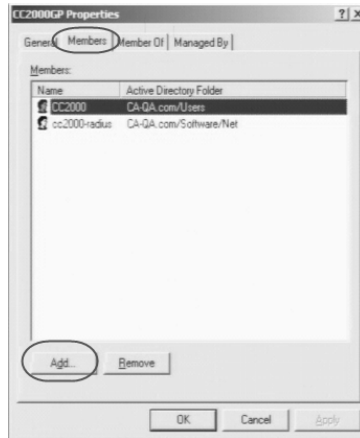 CC2000GP Properties
General Members Member Of Managed By
Members:
Name Active Directory Folder
CC2000 CA-QA.com/Users
cc2000-radius CA-QA.com/Software/Net
Add... Remove
OK Cancel Apply